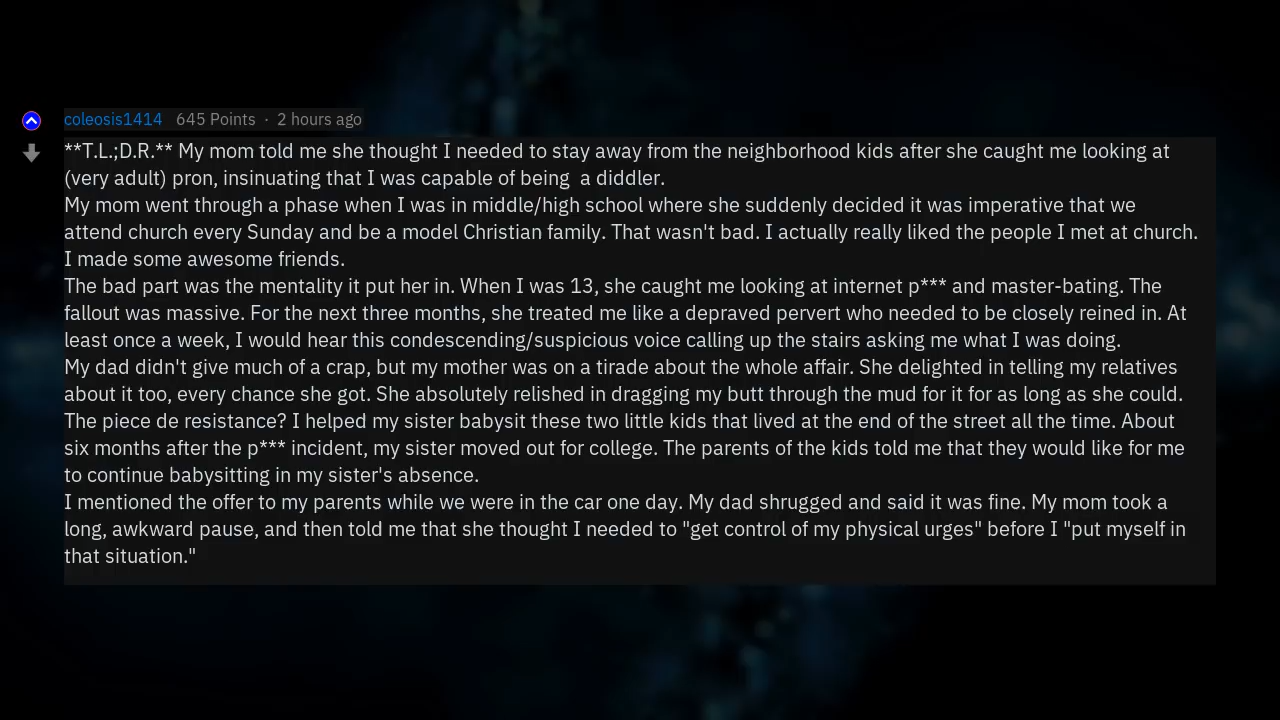 coleosis1414 645 Points · 2 hours ago
**T.L.;D.R.** My mom told me she thought I needed to stay away from the neighborhood kids after she caught me looking at
(very adult) pron, insinuating that I was capable of being  a diddler.
My mom went through a phase when I was in middle/high school where she suddenly decided it was imperative that we
attend church every Sunday and be a model Christian family. That wasn't bad. I actually really liked the people I met at church.
I made some awesome friends.
The bad part was the mentality it put her in. When I was 13, she caught me looking at internet p*** and master-bating. The
fallout was massive. For the next three months, she treated me like a depraved pervert who needed to be closely reined in. At
least once a week, I would hear this condescending/suspicious voice calling up the stairs asking me what I was doing.
My dad didn't give much of a crap, but my mother was on a tirade about the whole affair. She delighted in telling my relatives
about it too, every chance she got. She absolutely relished in dragging my butt through the mud for it for as long as she could.
The piece de resistance? I helped my sister babysit these two little kids that lived at the end of the street all the time. About
six months after the p*** incident, my sister moved out for college. The parents of the kids told me that they would like for me
to continue babysitting in my sister's absence.
I mentioned the offer to my parents while we were in the car one day. My dad shrugged and said it was fine. My mom took a
long, awkward pause, and then told me that she thought I needed to "get control of my physical urges" before I "put myself in
that situation."